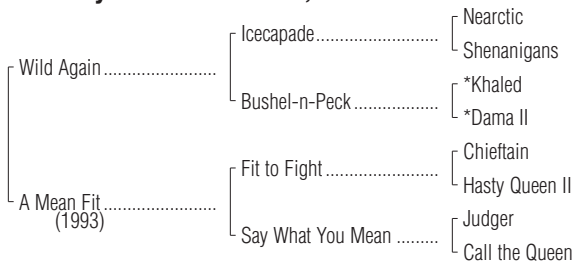 Nearctic
Icecapade....................
Shenanigans
Wild Again........................
*Khaled
Bushel-n-Peck ..................
*Dama II
Chieftain
Fit to Fight........................
Hasty Queen II
A Mean Fit........................
(1993)
Judger
Say What You Mean .........
Call the Queen